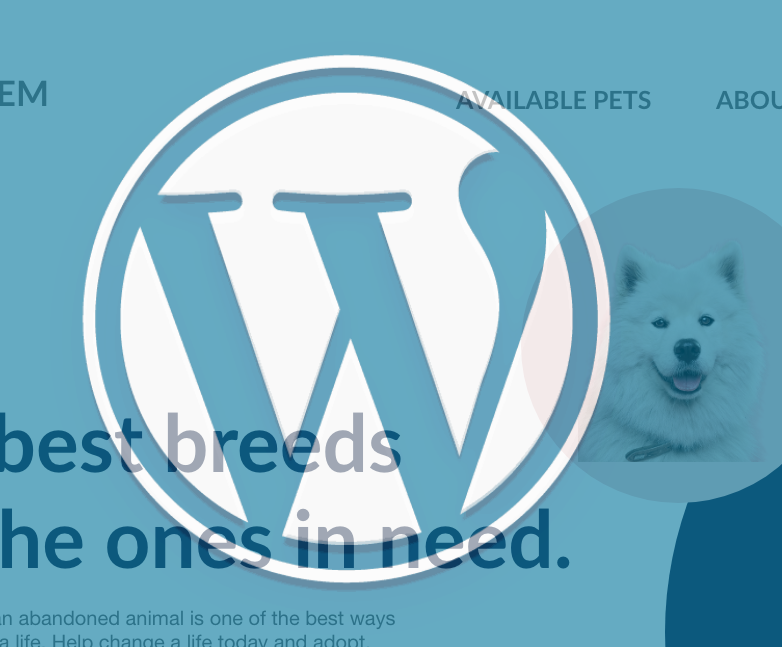 EM
AVAILABLE PETS
ABOU
W
best breeds
he ones in need.
an abandoned animal is one of the best ways
a life. Help change a life today and adopt